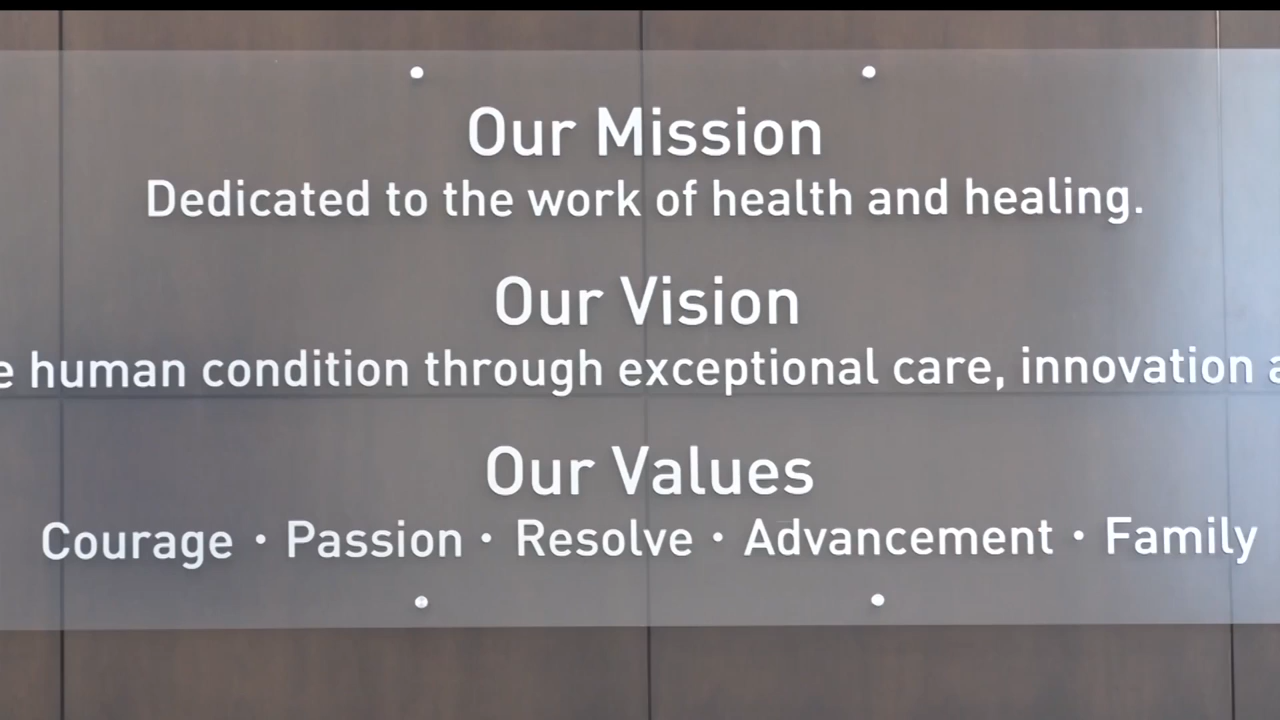 Our Mission
Dedicated to the work of health and healing.
Our Vision
human condition through exceptional care, innovation
Our Values
Courage · Passion · Resolve · Advancement · Family